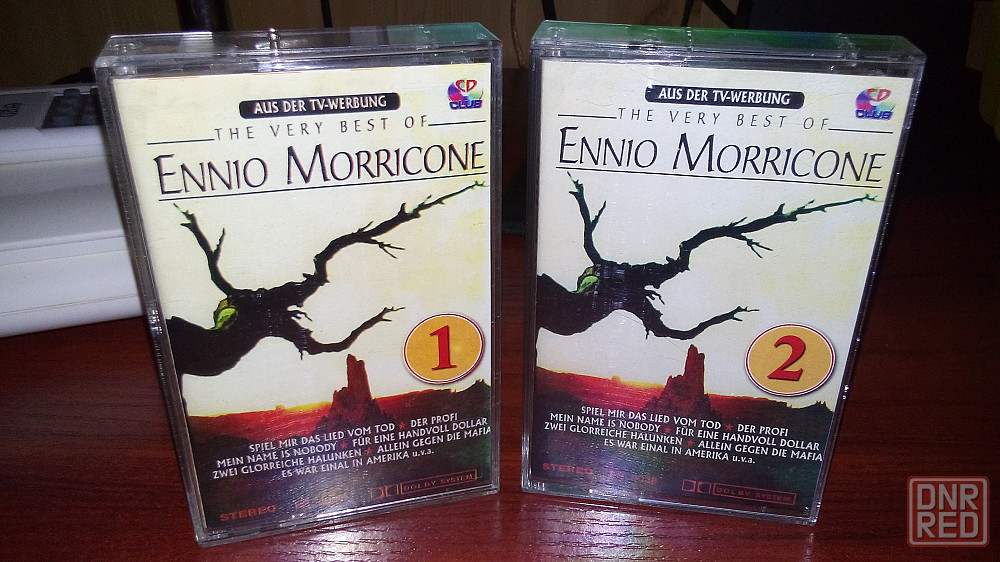 AUS DER TV-WERBUNG
CD
CLUB
THE VERY BEST OF
ENNIO MORRICONE
1
SPIEL MIR DAS LIED VOM TOD ★ DER PROFI
MEIN NAME IS NOBODY ★ FÜR EINE HANDVOLL DOLLAR
ZWEI GLORREICHE HALUNKEN ★ ALLEIN GEGEN DIE MAFIA
ES WAR EINAL IN AMERIKA u.v.a.
STEREO
DOLBY SYSTEM
AUS DER TV-WERBUNG
CD
CLUB
THE VERY BEST OF
ENNIO MORRICONE
2
SPIEL MIR DAS LIED VOM TOD ★ DER PROFI
MEIN NAME IS NOBODY ★ FÜR EINE HANDVOLL DOLLAR
ZWEI GLORREICHE HALUNKEN ★ ALLEIN GEGEN DIE MAFIA
ES WAR EINAL IN AMERIKA u.v.a.
STEREO
DOLBY SYSTEM
DNR
RED